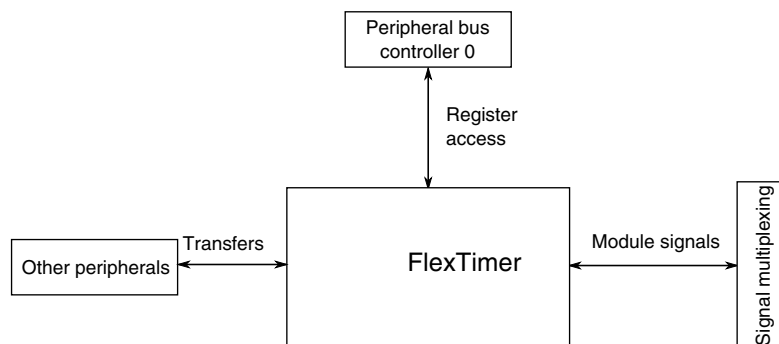 Peripheral bus
controller 0
Register
access
Transfers
Other peripherals
FlexTimer
Module signals
Signal multiplexing